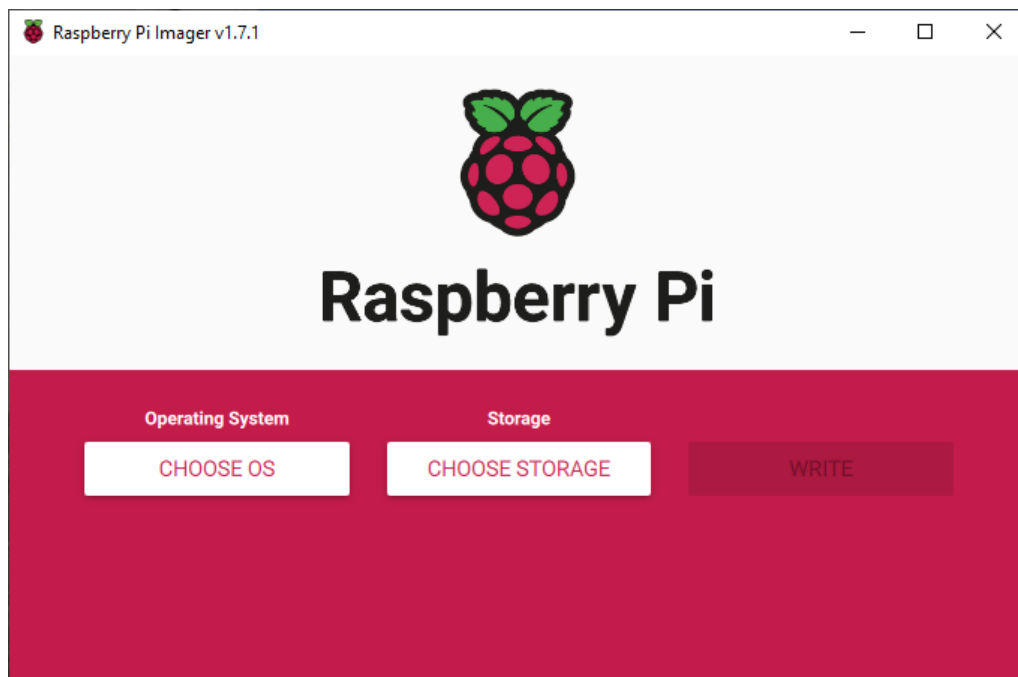 Raspberry Pi Imager v1.7.1
Raspberry Pi
Operating System
Storage
CHOOSE OS
CHOOSE STORAGE
WRITE